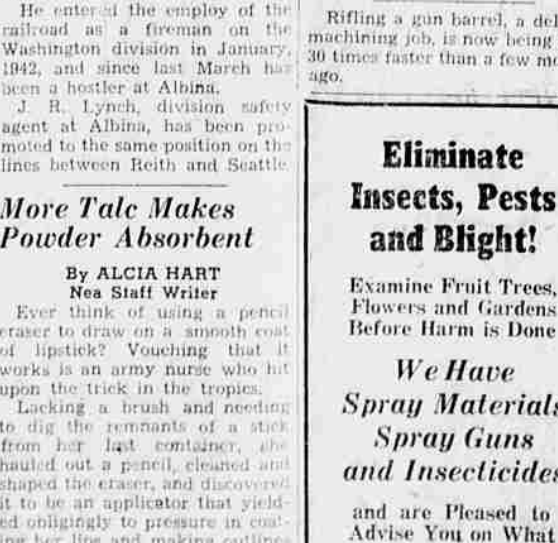 He entered the employ of the
railroad as a fireman on the
Washington division in January,
1942, and since last March has
been a hostler at Albina.
J. R. Lynch, division safety
agent at Albina, has been pro-
moted to the same position on the
lines between Reith and Seattle.
More Talc Makes
Powder Absorbent
By ALCIA HART
Nea Staff Writer
Ever think of using a pencil
eraser to draw on a smooth coat
of lipstick? Vouching that it
works is an army nurse who hit
upon the trick in the tropics.
Lacking a brush and needing
to dig the remnants of a stick
from her last container, she
hauled out a pencil, cleaned and
shaped the eraser, and discovered
it to be an applicator that yield-
ed obligingly to pressure in coat-
ing her lips and making outlines
Rifling a gun barrel, a
machining job, is now being
30 times faster than a few
ago.
Eliminate
Insects, Pests
and Blight!
Examine Fruit Trees,
Flowers and Gardens
Before Harm is Done
We Have
Spray Materials
Spray Guns
and Insecticides
and are Pleased to
Advise You on What